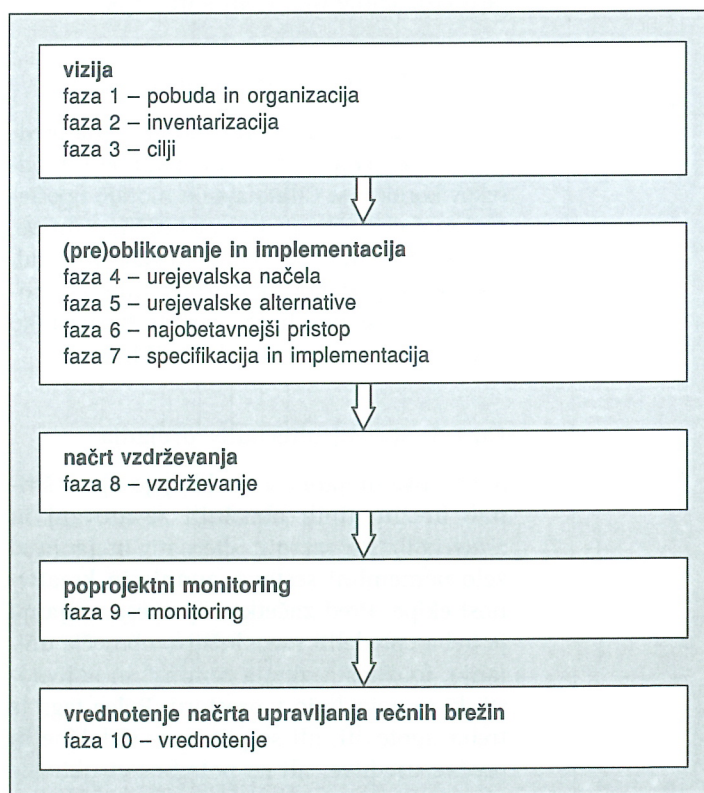 vizija
faza 1 – pobuda in organizacija
faza 2 – inventarizacija
faza 3 – cilji
(pre)oblikovanje in implementacija
faza 4 – urejevalska načela
faza 5 – urejevalske alternative
faza 6 – najobetavnejši pristop
faza 7 – specifikacija in implementacija
načrt vzdrževanja
faza 8 – vzdrževanje
poprojektni monitoring
faza 9 – monitoring
vrednotenje načrta upravljanja rečnih brežin
faza 10 – vrednotenje